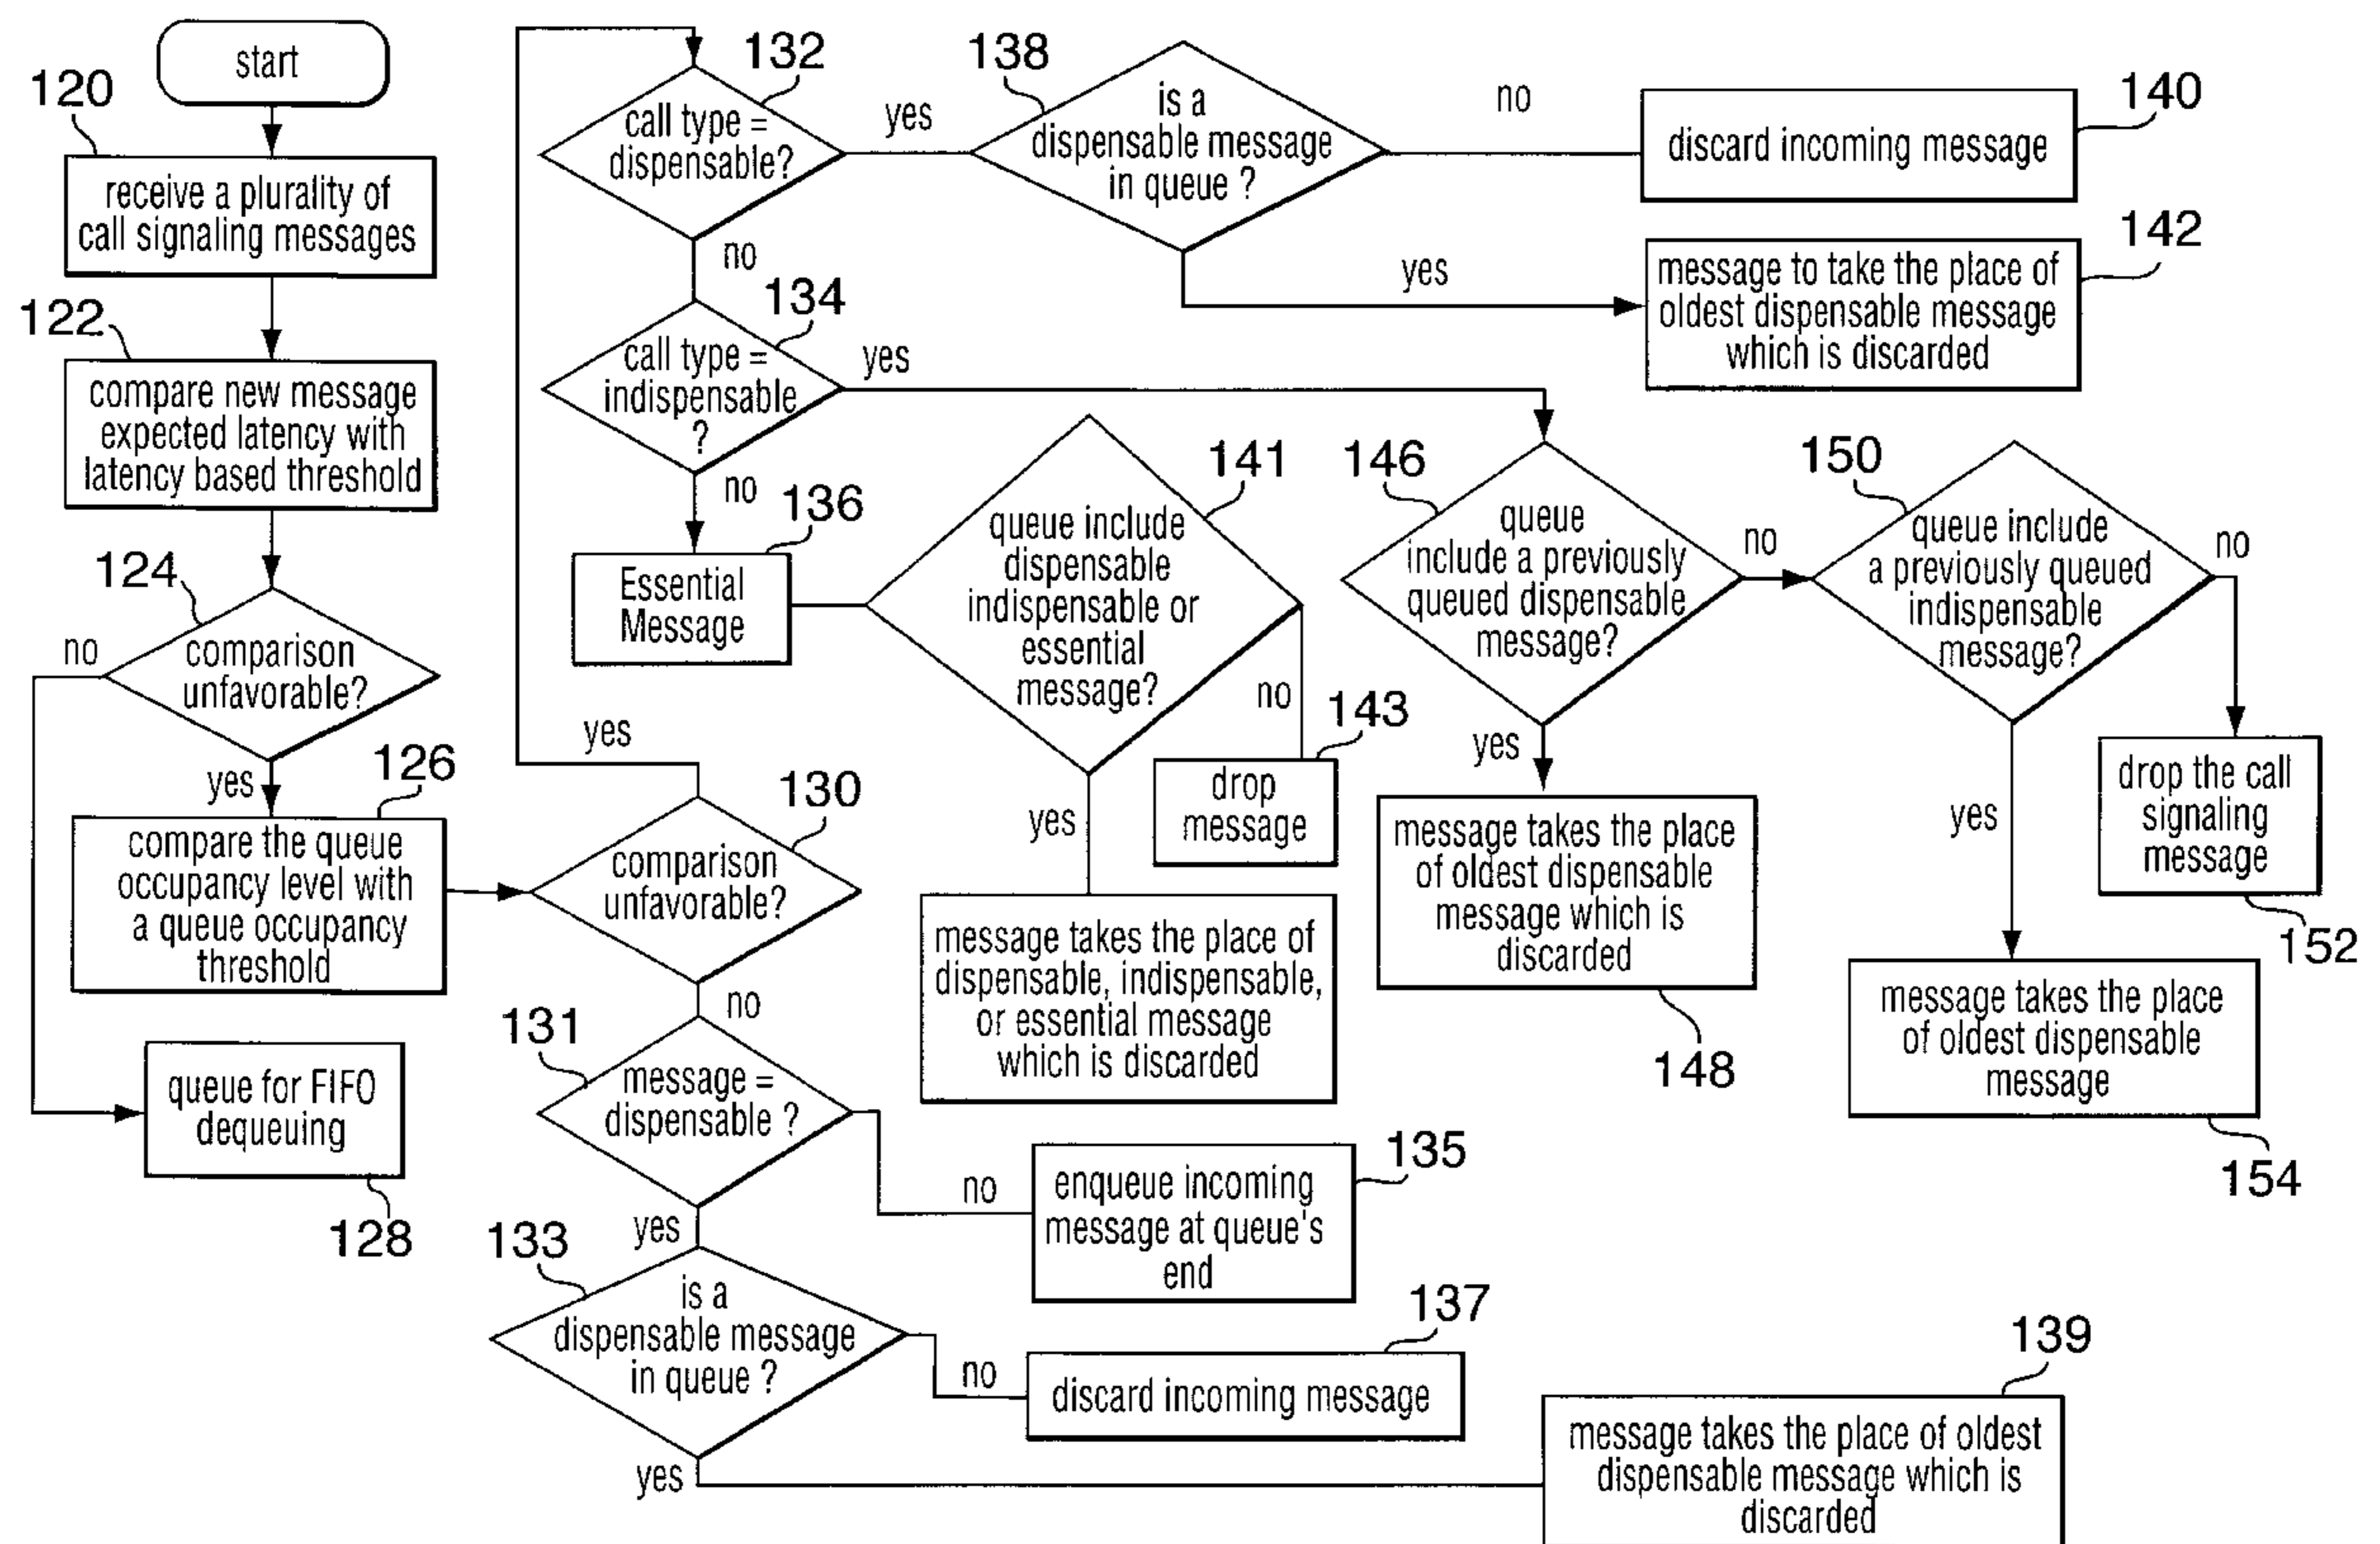 start
120
receive a plurality of
call signaling messages
122
compare new message
expected latency with
latency based threshold
124
comparison
unfavorable?
no
yes
126
compare the queue
occupancy level with
a queue occupancy
threshold
queue for FIFO
dequeuing
128
132
call type =
dispensable?
yes
no
138
is a
dispensable message
in queue ?
no
140
discard incoming message
yes
142
message to take the place of
oldest dispensable message
which is discarded
134
call type =
indispensable
?
yes
no
136
Essential
Message
141
queue include
dispensable
indispensable or
essential
message?
no
143
drop
message
yes
message takes the place of
dispensable, indispensable,
or essential message
which is discarded
146
queue
include a previously
queued dispensable
message?
no
yes
message takes the place
of oldest dispensable
message which is
discarded
148
150
queue include
a previously queued
indispensable
message?
no
drop the call
signaling
message
152
yes
message takes the place
of oldest dispensable
message
154
yes
130
comparison
unfavorable?
no
131
message =
dispensable ?
no
135
enqueue incoming
message at queue's
end
yes
133
is a
dispensable message
in queue ?
no
137
discard incoming message
yes
139
message takes the place of oldest
dispensable message which is
discarded